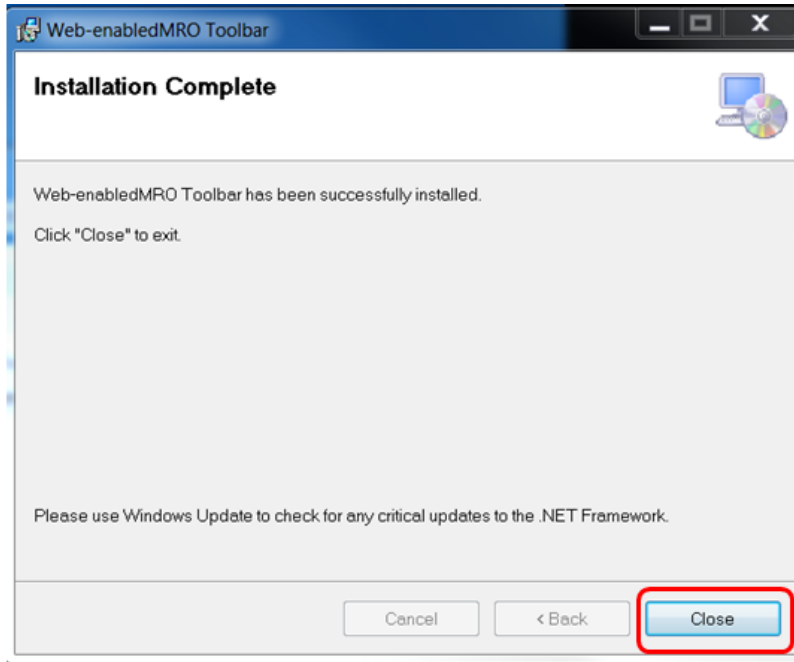 Web-enabledMRO Toolbar
Installation Complete
Web-enabledMRO Toolbar has been successfully installed.
Click "Close" to exit.
Please use Windows Update to check for any critical updates to the .NET Framework.
Cancel
< Back
Close